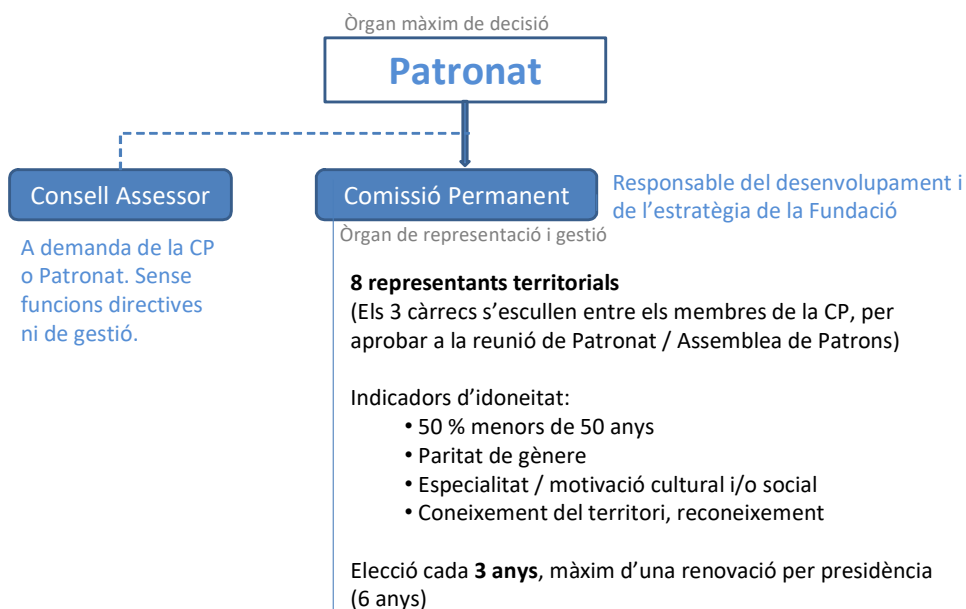 Òrgan màxim de decisió
Patronat
Consell Assessor
A demanda de la CP
o Patronat. Sense
funcions directives
ni de gestió.
Comissió Permanent
Responsable del desenvolupament i
de l’estratègia de la Fundació
Òrgan de representació i gestió
8 representants territorials
(Els 3 càrrecs s’escullen entre els membres de la CP, per
aprobar a la reunió de Patronat / Assemblea de Patrons)
Indicadors d’idoneitat:
• 50 % menors de 50 anys
• Paritat de gènere
• Especialitat / motivació cultural i/o social
• Coneixement del territori, reconeixement
Elecció cada 3 anys, màxim d’una renovació per presidència
(6 anys)